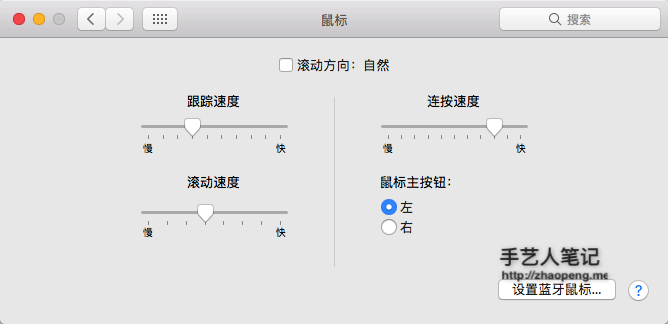 鼠标
搜索
滚动方向：自然
跟踪速度
慢 快
连按速度
慢 快
滚动速度
慢 快
鼠标主按钮：
左
右
手艺人笔记
http://zhaopeng.me
设置蓝牙鼠标...
?